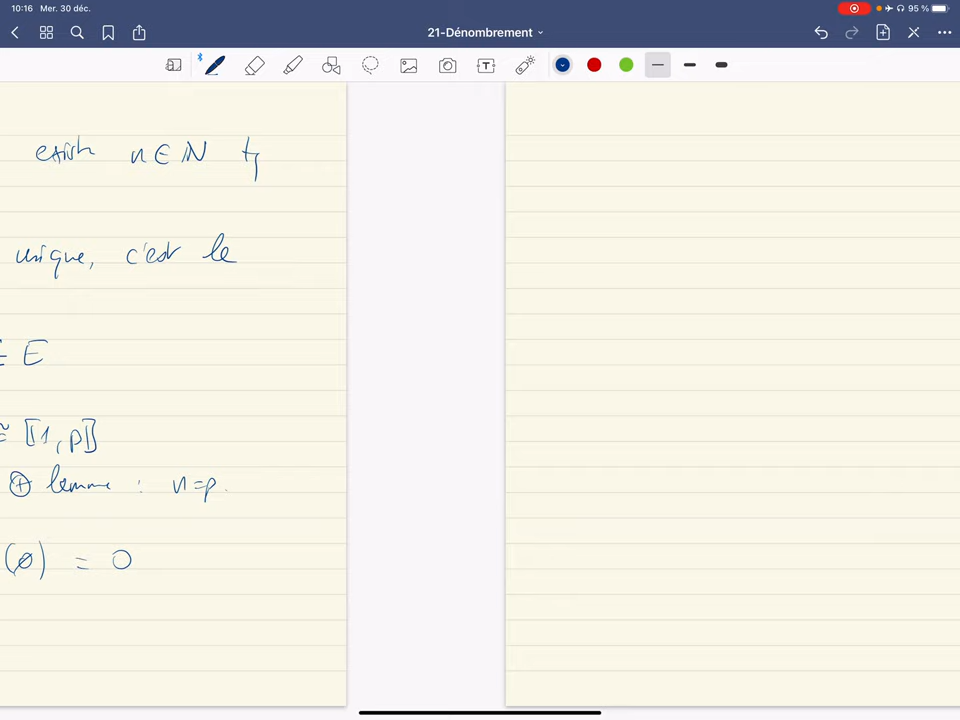 10:16 Mer. 30 déc.
95 %
21-Dénombrement
existe n ∈ ℕ tq
unique, c'est le
E
≅ ⟦1, p⟧
⊕ lemme : n=p.
(∅) = 0